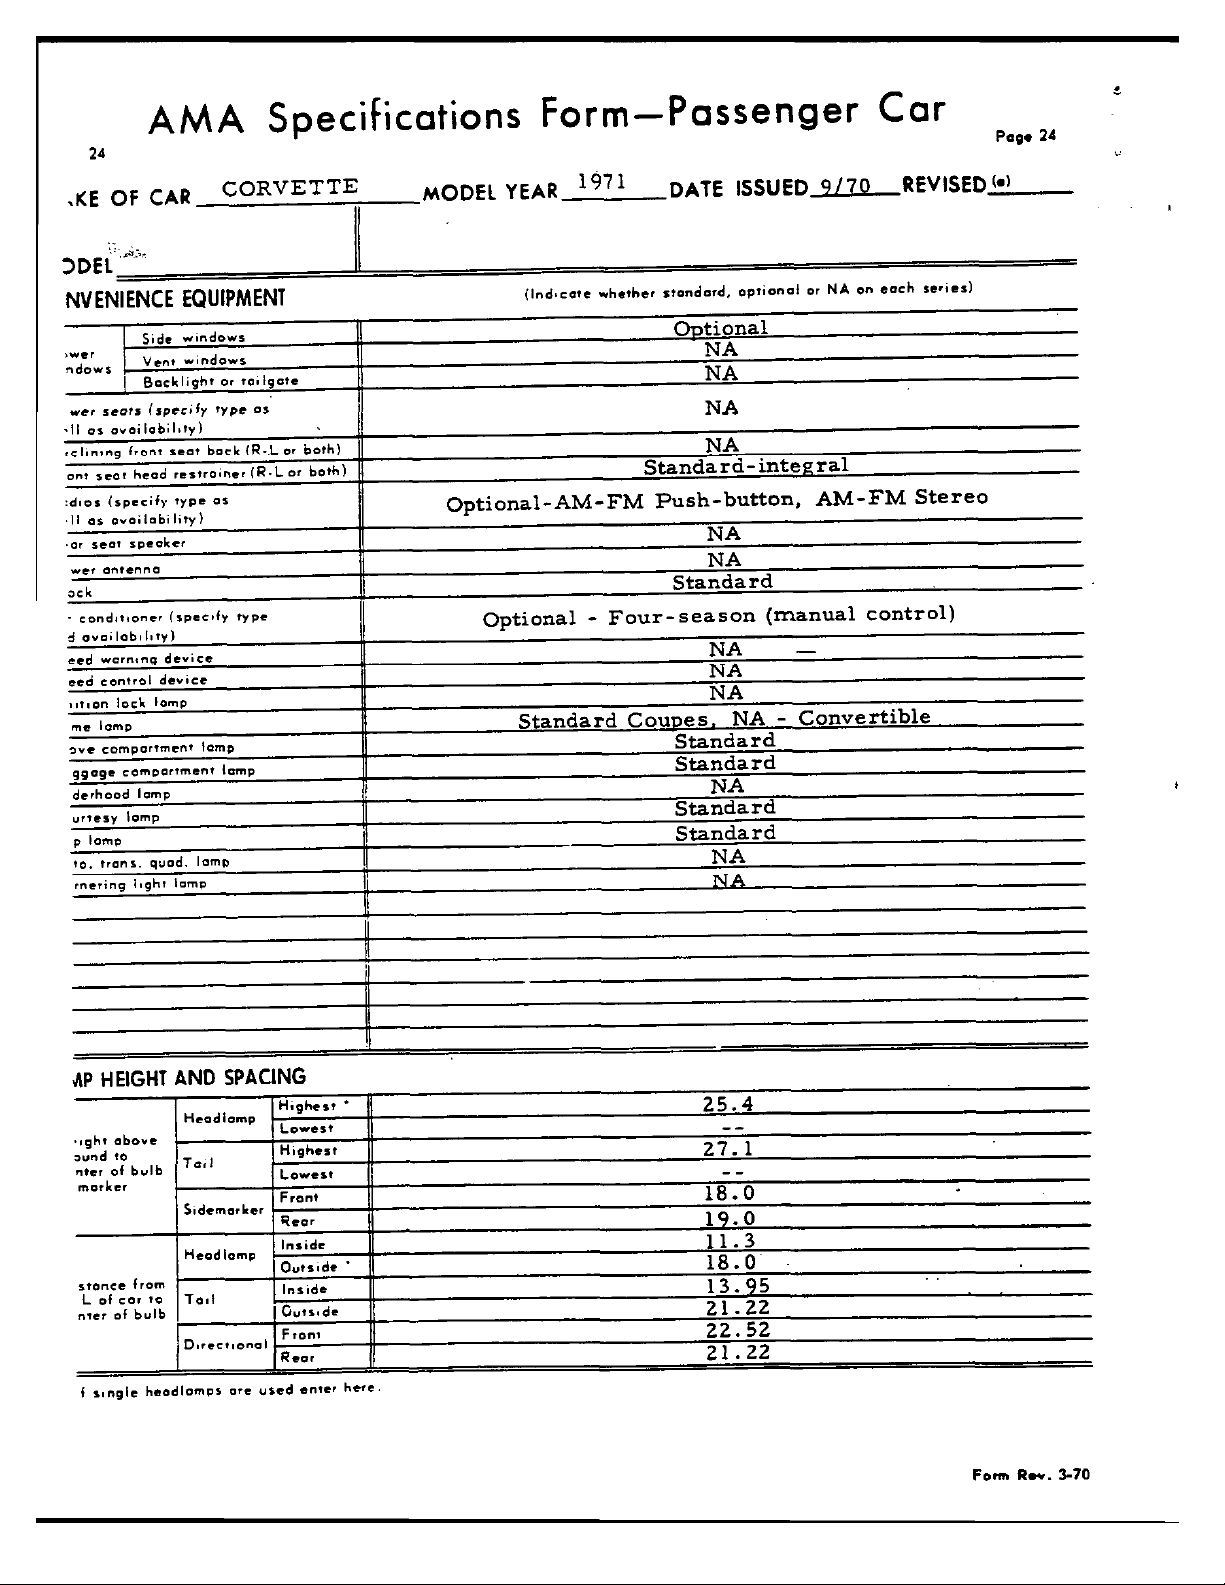 AMA Specifications Form—Passenger Car
Page 24
24
KE OF CAR CORVETTE MODEL YEAR 1971 DATE ISSUED 9/70 REVISED (•)
ODEL
NVENIENCE EQUIPMENT (Indicate whether standard, optional or NA on each series)
Side windows Optional
wer
ndows
Vent windows NA
Backlight or tailgate NA
wer seats (specify type as
ll as availability) NA
clining front seat back (R-L or both) NA
ont seat head restrainer (R-L or both) Standard-integral
dios (specify type as
ll as availability) Optional-AM-FM Push-button, AM-FM Stereo
ar seat speaker NA
wer antenna NA
ock Standard
conditioner (specify type
d availability) Optional - Four-season (manual control)
eed warning device NA —
eed control device NA
ition lock lamp NA
me lamp Standard Coupes, NA - Convertible
ove compartment lamp Standard
ggage compartment lamp Standard
derhood lamp NA
urtesy lamp Standard
p lamp Standard
to. trans. quad. lamp NA
rnering light lamp NA
MP HEIGHT AND SPACING
ight above
ound to
nter of bulb
marker
Headlamp Highest * 25.4
Lowest --
Tail Highest 27.1
Lowest --
Sidemarker Front 18.0
Rear 19.0
stance from
L of car to
nter of bulb
Headlamp Inside 11.3
Outside * 18.0
Tail Inside 13.95
Outside 21.22
Directional Front 22.52
Rear 21.22
f single headlamps are used enter here.
Form Rev. 3-70